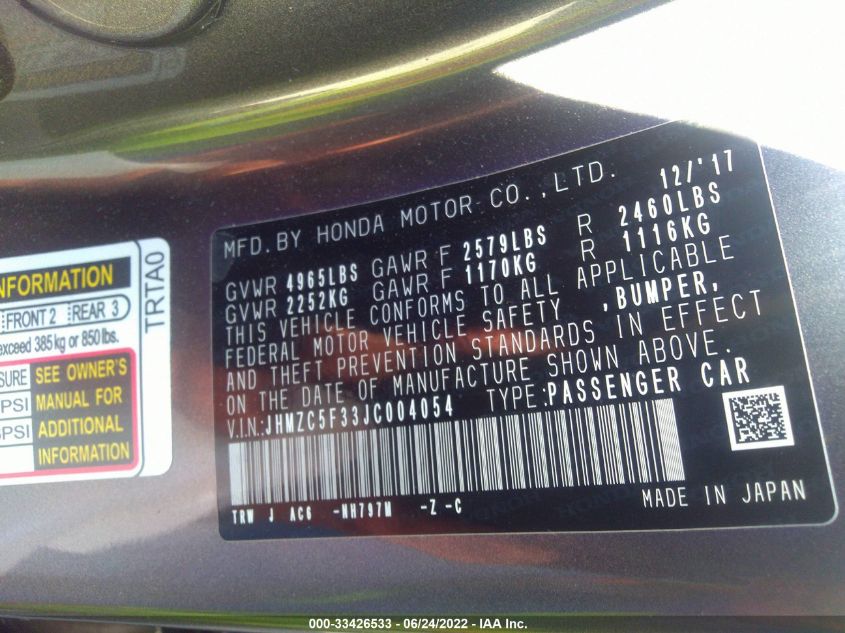 MFD. BY HONDA MOTOR CO., LTD. 12/'17
GVWR 4965LBS GAWR F 2579LBS R 2460LBS
GVWR 2252KG GAWR F 1170KG R 1116KG
THIS VEHICLE CONFORMS TO ALL APPLICABLE
FEDERAL MOTOR VEHICLE SAFETY ,BUMPER,
AND THEFT PREVENTION STANDARDS IN EFFECT
ON THE DATE OF MANUFACTURE SHOWN ABOVE.
V.IN.:JHMZC5F33JC004054 TYPE:PASSENGER CAR
TRW J AC6 -NH797M -Z -C
MADE IN JAPAN
NFORMATION
FRONT 2 REAR 3
exceed 385 kg or 850 lbs.
SURE SEE OWNER'S
PSI MANUAL FOR
PSI ADDITIONAL
INFORMATION
TRTA0
000-33426533 - 06/24/2022 - IAA Inc.